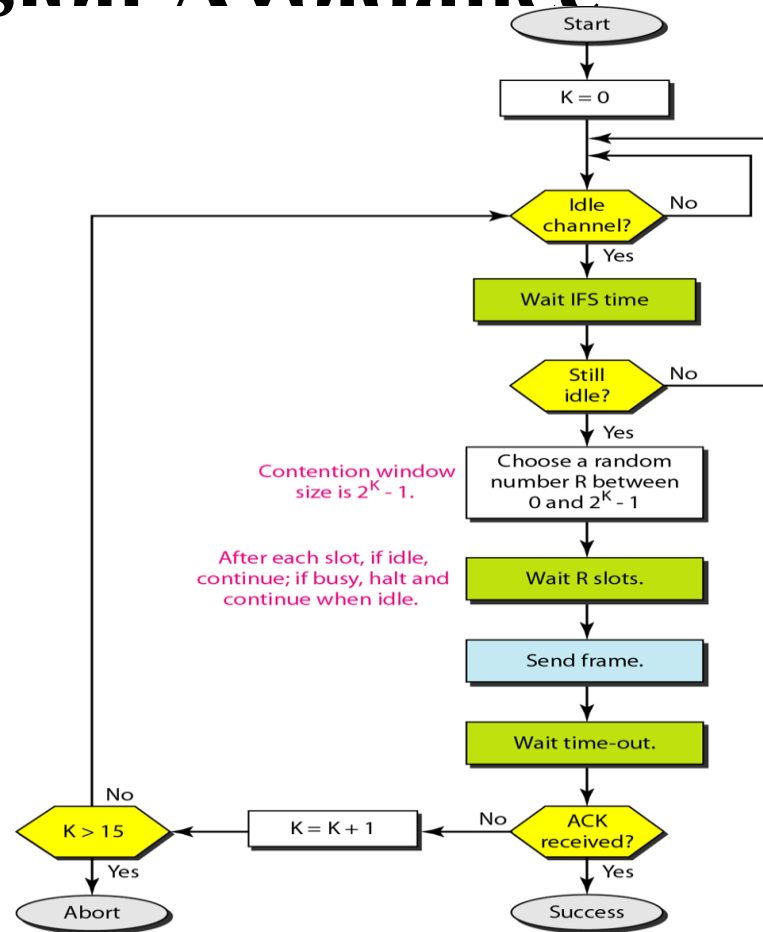 Start
K = 0
Idle
channel?
No
Yes
Wait IFS time
Still
idle?
No
Yes
Contention window
size is 2^K - 1.
Choose a random
number R between
0 and 2^K - 1
After each slot, if idle,
continue; if busy, halt and
continue when idle.
Wait R slots.
Send frame.
Wait time-out.
ACK
received?
No
Yes
K = K + 1
K > 15
No
Yes
Abort
Success